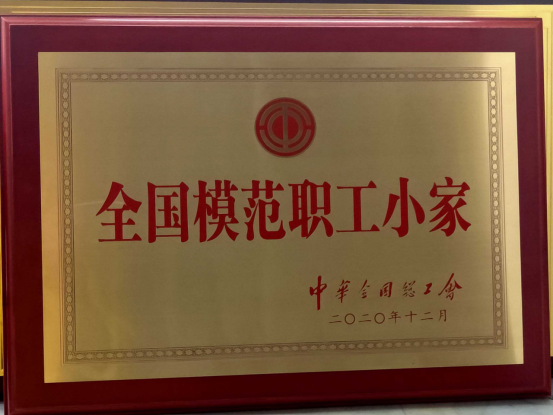 全国模范职工小家
中华全国总工会
二〇二〇年十二月